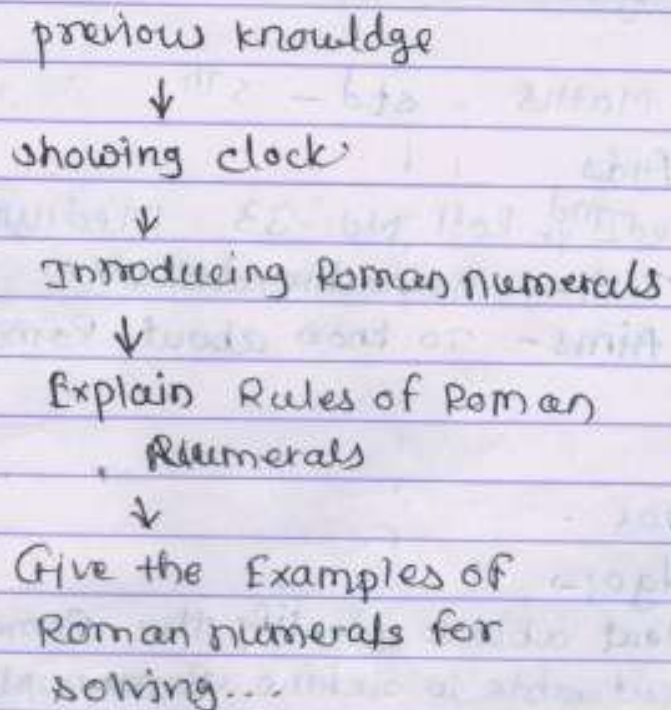 previow knowldge
↓
showing clock
↓
Introducing Roman numerals
↓
Explain Rules of Roman
Numerals
↓
Give the Examples of
Roman numerals for
solving....